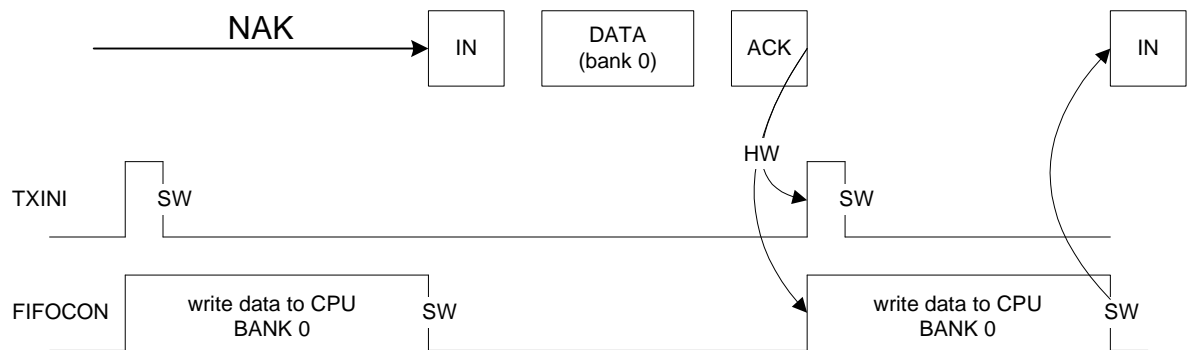 NAK
IN
DATA
(bank 0)
ACK
IN
HW
TXINI
SW
SW
FIFOCON
write data to CPU
BANK 0
SW
write data to CPU
BANK 0
SW